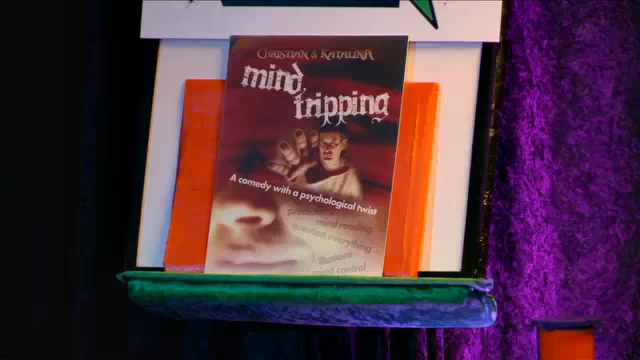 CHRISTIAN & KATALINA
mind
tripping
A comedy with a psychological twist
mind reading
question everything
illusions
mind control